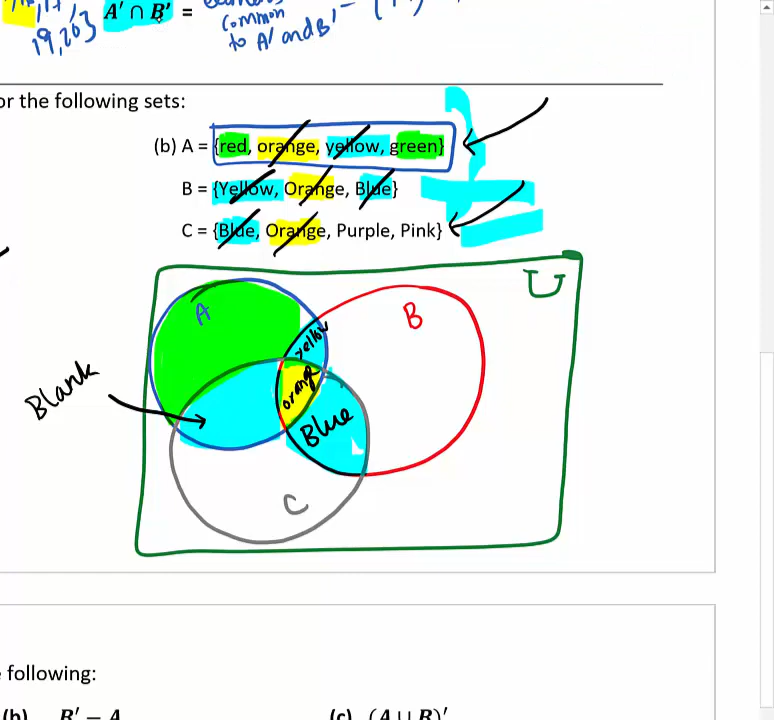 19,20} A′ ∩ B′ =
common
to A′ and B′
or the following sets:
(b) A = {red, orange, yellow, green}
B = {Yellow, Orange, Blue}
C = {Blue, Orange, Purple, Pink}
U
A
B
yellow
Blank
orange
Blue
C
e following:
(b) B′ − A (c) (A ∪ B)′